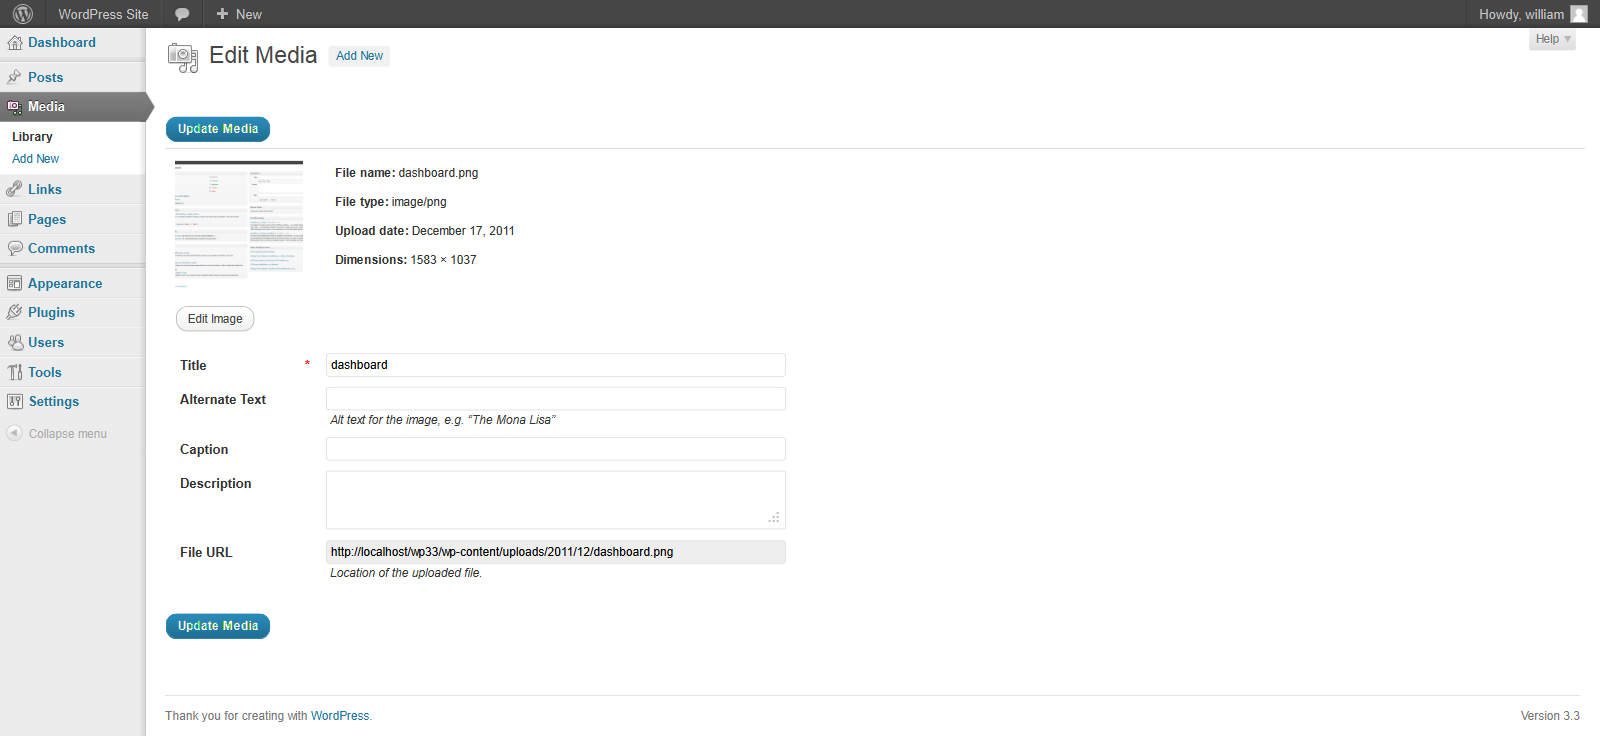 WordPress Site
New
Howdy, william
Dashboard
Posts
Media
Library
Add New
Links
Pages
Comments
Appearance
Plugins
Users
Tools
Settings
Collapse menu
Edit Media
Add New
Help
Update Media
File name: dashboard.png
File type: image/png
Upload date: December 17, 2011
Dimensions: 1583 × 1037
Edit Image
Title *
dashboard
Alternate Text
Alt text for the image, e.g. “The Mona Lisa”
Caption
Description
File URL
http://localhost/wp33/wp-content/uploads/2011/12/dashboard.png
Location of the uploaded file.
Update Media
Thank you for creating with WordPress.
Version 3.3